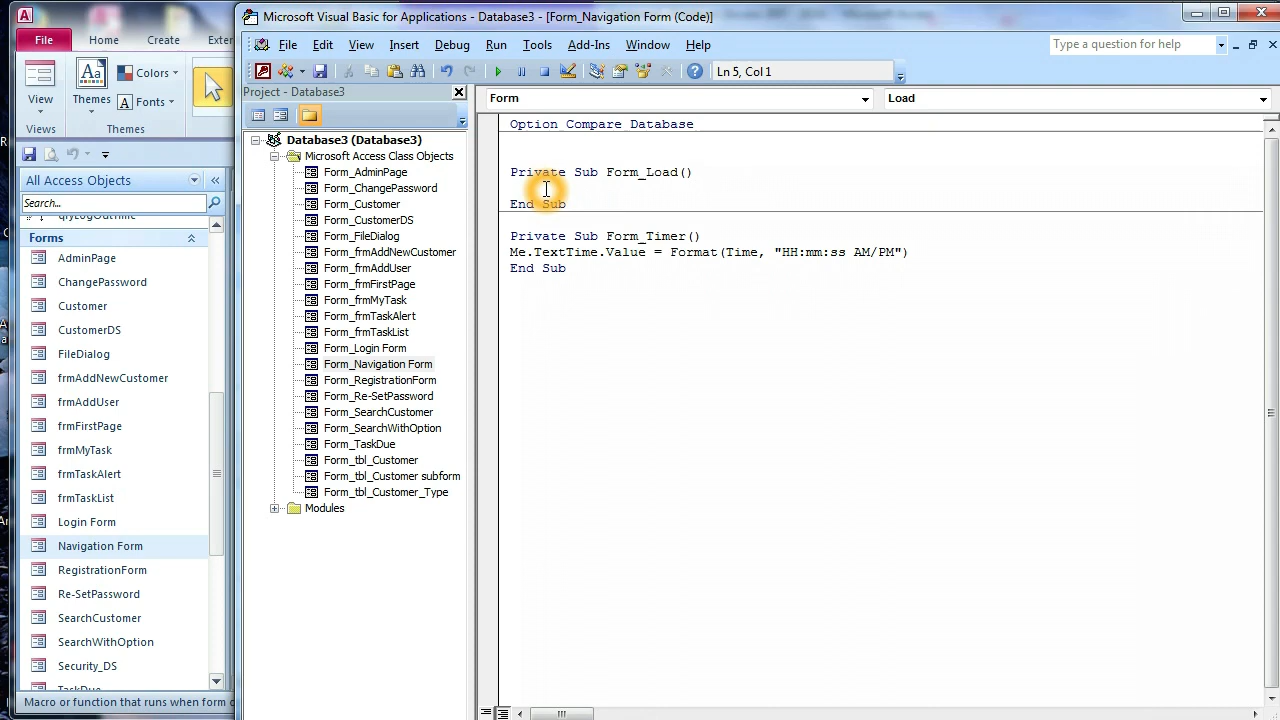 Microsoft Visual Basic for Applications - Database3 - [Form_Navigation Form (Code)]
File Home Create Exter
File Edit View Insert Debug Run Tools Add-Ins Window Help
Type a question for help
View
Themes
Colors
Fonts
Views
Themes
Ln 5, Col 1
Project - Database3
Form
Load
Database3 (Database3)
Microsoft Access Class Objects
Form_AdminPage
Form_ChangePassword
Form_Customer
Form_CustomerDS
Form_FileDialog
Form_frmAddNewCustomer
Form_frmAddUser
Form_frmFirstPage
Form_frmMyTask
Form_frmTaskAlert
Form_frmTaskList
Form_Login Form
Form_Navigation Form
Form_RegistrationForm
Form_Re-SetPassword
Form_SearchCustomer
Form_SearchWithOption
Form_TaskDue
Form_tbl_Customer
Form_tbl_Customer subform
Form_tbl_Customer_Type
Modules
Option Compare Database
Private Sub Form_Load()
End Sub
Private Sub Form_Timer()
Me.TextTime.Value = Format(Time, "HH:mm:ss AM/PM")
End Sub
All Access Objects
Search...
Forms
AdminPage
ChangePassword
Customer
CustomerDS
FileDialog
frmAddNewCustomer
frmAddUser
frmFirstPage
frmMyTask
frmTaskAlert
frmTaskList
Login Form
Navigation Form
RegistrationForm
Re-SetPassword
SearchCustomer
SearchWithOption
Security_DS
TaskDue
Macro or function that runs when form o